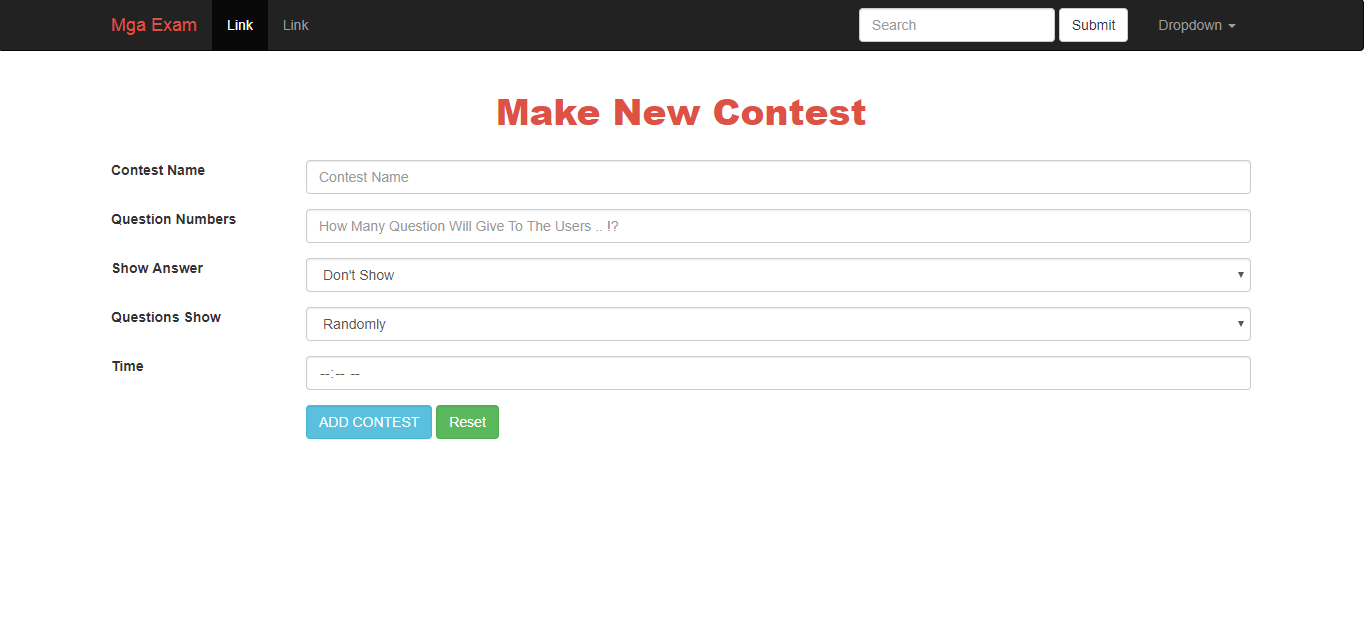 Mga Exam Link Link Search Submit Dropdown
Make New Contest
Contest Name Contest Name
Question Numbers How Many Question Will Give To The Users .. !?
Show Answer Don't Show
Questions Show Randomly
Time --:-- --
ADD CONTEST Reset